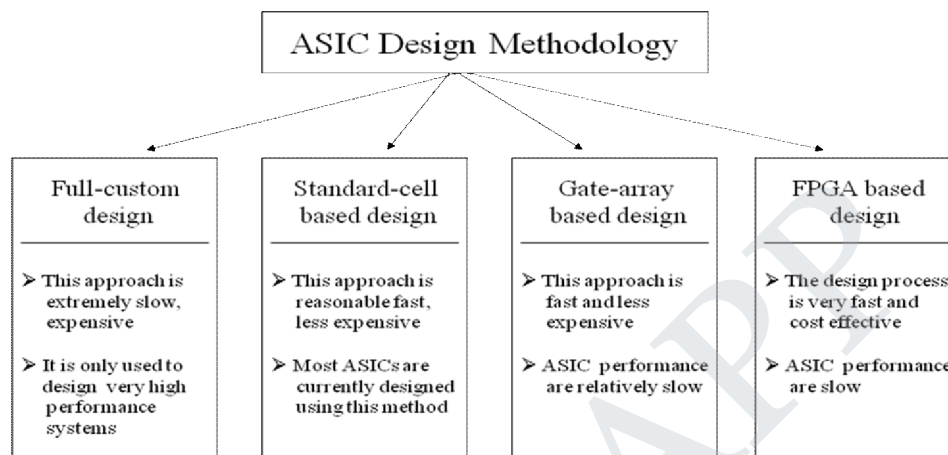 ASIC Design Methodology
Full-custom
design
➢ This approach is
extremely slow,
expensive
➢ It is only used to
design very high
performance
systems
Standard-cell
based design
➢ This approach is
reasonable fast,
less expensive
➢ Most ASICs are
currently designed
using this method
Gate-array
based design
➢ This approach is
fast and less
expensive
➢ ASIC performance
are relatively slow
FPGA based
design
➢ The design process
is very fast and
cost effective
➢ ASIC performance
are slow
APP